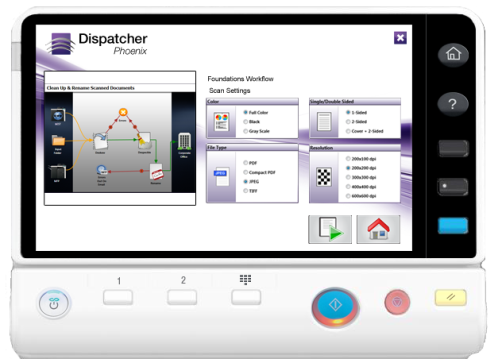 Dispatcher
Phoenix
Clean Up & Rename Scanned Documents
Foundations Workflow
Scan Settings
Color
Full Color
Black
Gray Scale
Single/Double Sided
1-Sided
2-Sided
Cover + 2-Sided
File Type
JPEG
PDF
Compact PDF
JPEG
TIFF
Resolution
200x100 dpi
200x200 dpi
300x300 dpi
400x400 dpi
600x600 dpi
?
1
2